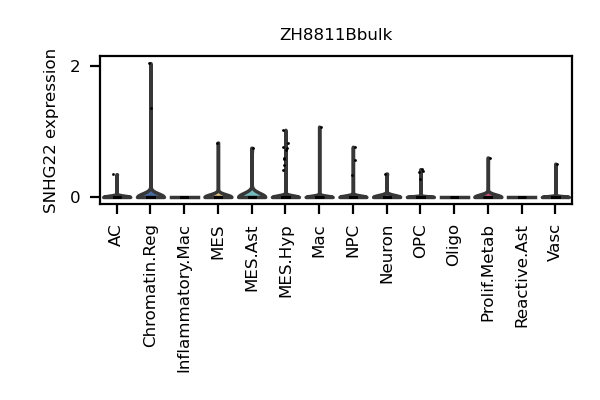 ZH8811Bbulk
SNHG22 expression
2
0
AC
Chromatin.Reg
Inflammatory.Mac
MES
MES.Ast
MES.Hyp
Mac
NPC
Neuron
OPC
Oligo
Prolif.Metab
Reactive.Ast
Vasc